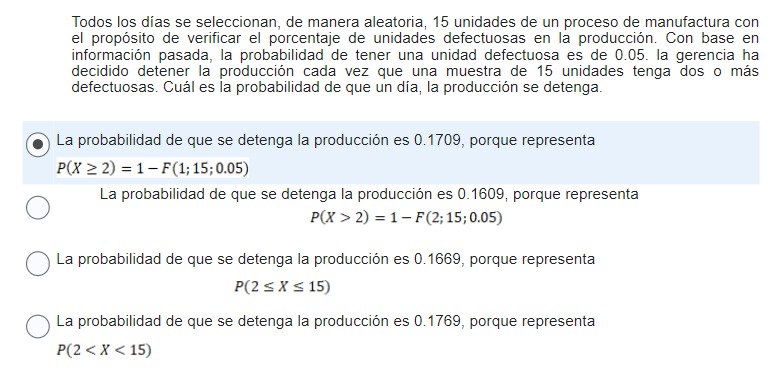 Todos los días se seleccionan, de manera aleatoria, 15 unidades de un proceso de manufactura con
el propósito de verificar el porcentaje de unidades defectuosas en la producción. Con base en
información pasada, la probabilidad de tener una unidad defectuosa es de 0.05. la gerencia ha
decidido detener la producción cada vez que una muestra de 15 unidades tenga dos o más
defectuosas. Cuál es la probabilidad de que un día, la producción se detenga.
La probabilidad de que se detenga la producción es 0.1709, porque representa
P(X ≥ 2) = 1 − F(1; 15; 0.05)
La probabilidad de que se detenga la producción es 0.1609, porque representa
P(X > 2) = 1 − F(2; 15; 0.05)
La probabilidad de que se detenga la producción es 0.1669, porque representa
P(2 ≤ X ≤ 15)
La probabilidad de que se detenga la producción es 0.1769, porque representa
P(2 < X < 15)